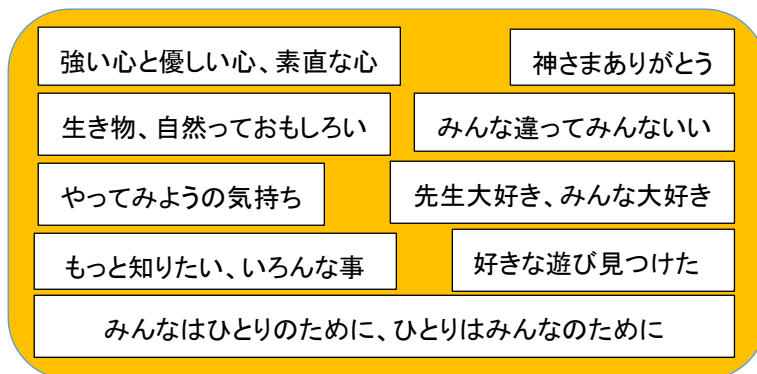 強い心と優しい心、素直な心
神さまありがとう
生き物、自然っておもしろい
みんな違ってみんないい
やってみようの気持ち
先生大好き、みんな大好き
もっと知りたい、いろんな事
好きな遊び見つけた
みんなはひとりのために、ひとりはみんなのために